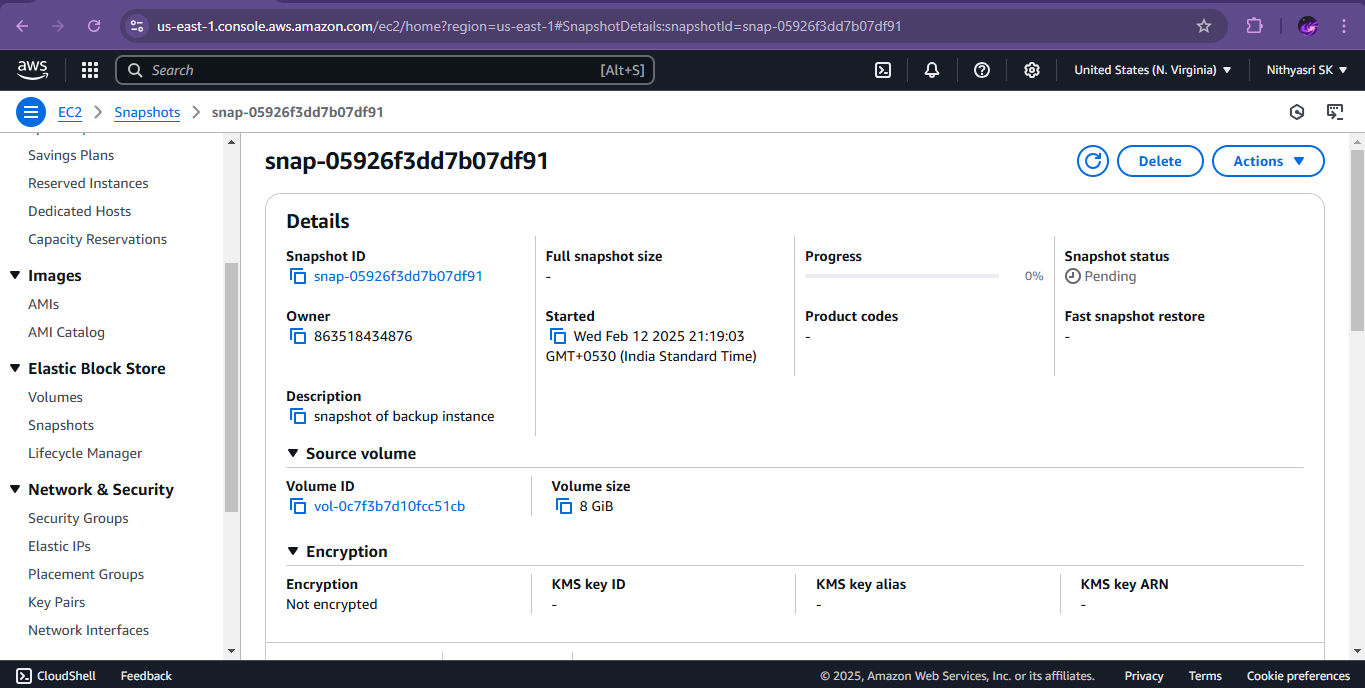 us-east-1.console.aws.amazon.com/ec2/home?region=us-east-1#SnapshotDetails:snapshotId=snap-05926f3dd7b07df91
aws
Search
[Alt+S]
United States (N. Virginia)
Nithyasri SK
EC2
Snapshots
snap-05926f3dd7b07df91
Savings Plans
Reserved Instances
Dedicated Hosts
Capacity Reservations
Images
AMIs
AMI Catalog
Elastic Block Store
Volumes
Snapshots
Lifecycle Manager
Network & Security
Security Groups
Elastic IPs
Placement Groups
Key Pairs
Network Interfaces
snap-05926f3dd7b07df91
Delete
Actions
Details
Snapshot ID
snap-05926f3dd7b07df91
Full snapshot size
-
Progress
0%
Snapshot status
Pending
Owner
863518434876
Started
Wed Feb 12 2025 21:19:03
GMT+0530 (India Standard Time)
Product codes
-
Fast snapshot restore
-
Description
snapshot of backup instance
Source volume
Volume ID
vol-0c7f3b7d10fcc51cb
Volume size
8 GiB
Encryption
Encryption
Not encrypted
KMS key ID
-
KMS key alias
-
KMS key ARN
-
CloudShell
Feedback
© 2025, Amazon Web Services, Inc. or its affiliates.
Privacy
Terms
Cookie preferences